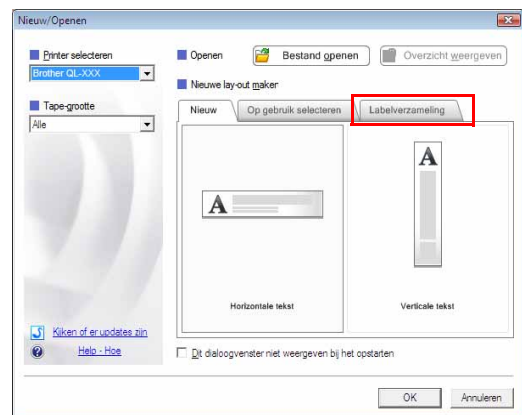 Nieuw/Openen
Printer selecteren
Brother QL-XXX
Tape-grootte
Alle
Openen
Bestand openen
Overzicht weergeven
Nieuwe lay-out maker
Nieuw
Op gebruik selecteren
Labelverzameling
A
A
Horizontale tekst
Verticale tekst
Kijken of er updates zijn
Help - Hoe
Dit dialoogvenster niet weergeven bij het opstarten
OK
Annuleren